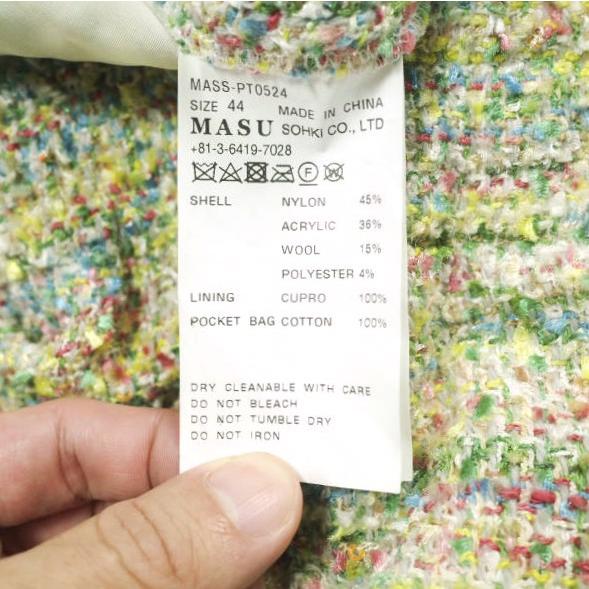 MASS-PT0524
SIZE 44 MADE IN CHINA
MASU SOHKI CO., LTD
+81-3-6419-7028
F W
SHELL NYLON 45%
ACRYLIC 36%
WOOL 15%
POLYESTER 4%
LINING CUPRO 100%
POCKET BAG COTTON 100%
DRY CLEANABLE WITH CARE
DO NOT BLEACH
DO NOT TUMBLE DRY
DO NOT IRON